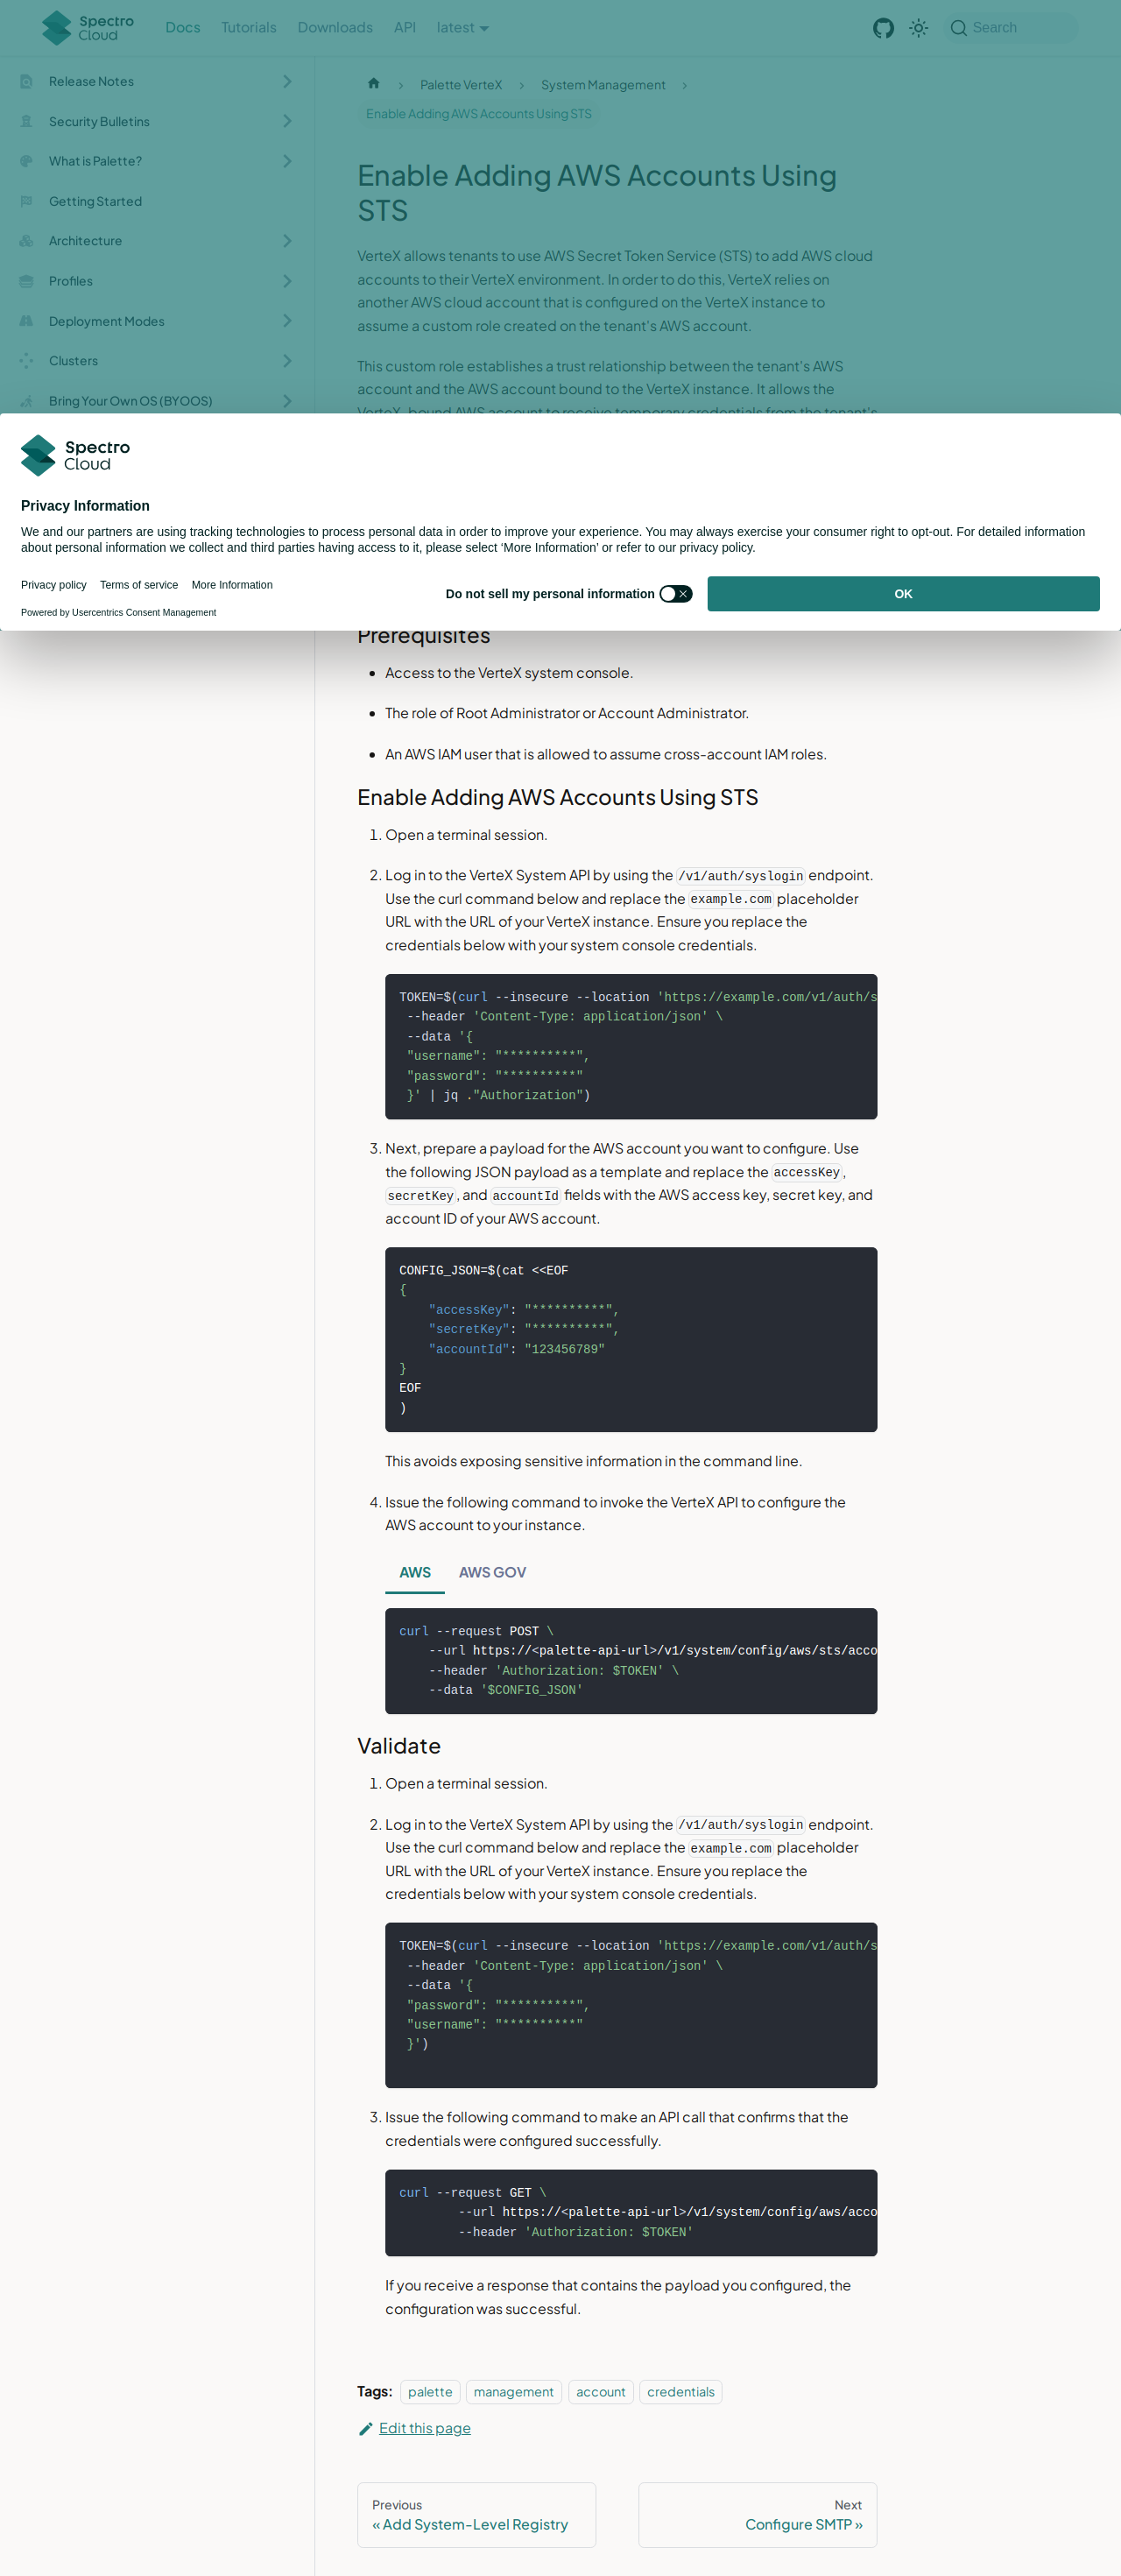 Spectro Cloud
Docs
Tutorials
Downloads
API
latest
Search
Release Notes
Security Bulletins
What is Palette?
Getting Started
Architecture
Profiles
Deployment Modes
Clusters
Bring Your Own OS (BYOOS)
Palette VerteX
System Management
Enable Adding AWS Accounts Using STS
Enable Adding AWS Accounts Using
STS
VerteX allows tenants to use AWS Secret Token Service (STS) to add AWS cloud
accounts to their VerteX environment. In order to do this, VerteX relies on
another AWS cloud account that is configured on the VerteX instance to
assume a custom role created on the tenant's AWS account.
This custom role establishes a trust relationship between the tenant's AWS
account and the AWS account bound to the VerteX instance. It allows the
VerteX-bound AWS account to receive temporary credentials from the tenant's
Spectro
Cloud
Privacy Information
We and our partners are using tracking technologies to process personal data in order to improve your experience. You may always exercise your consumer right to opt-out. For detailed information
about personal information we collect and third parties having access to it, please select ‘More Information’ or refer to our privacy policy.
Privacy policy
Terms of service
More Information
Powered by Usercentrics Consent Management
Do not sell my personal information
OK
Prerequisites
Access to the VerteX system console.
The role of Root Administrator or Account Administrator.
An AWS IAM user that is allowed to assume cross-account IAM roles.
Enable Adding AWS Accounts Using STS
1. Open a terminal session.
2. Log in to the VerteX System API by using the /v1/auth/syslogin endpoint.
Use the curl command below and replace the example.com placeholder
URL with the URL of your VerteX instance. Ensure you replace the
credentials below with your system console credentials.
TOKEN=$(curl --insecure --location 'https://example.com/v1/auth/s
--header 'Content-Type: application/json' \
--data '{
"username": "**********",
"password": "**********"
}' | jq ."Authorization")
3. Next, prepare a payload for the AWS account you want to configure. Use
the following JSON payload as a template and replace the accessKey,
secretKey, and accountId fields with the AWS access key, secret key, and
account ID of your AWS account.
CONFIG_JSON=$(cat <<EOF
{
"accessKey": "**********",
"secretKey": "**********",
"accountId": "123456789"
}
EOF
)
This avoids exposing sensitive information in the command line.
4. Issue the following command to invoke the VerteX API to configure the
AWS account to your instance.
AWS
AWS GOV
curl --request POST \
--url https://<palette-api-url>/v1/system/config/aws/sts/acco
--header 'Authorization: $TOKEN' \
--data '$CONFIG_JSON'
Validate
1. Open a terminal session.
2. Log in to the VerteX System API by using the /v1/auth/syslogin endpoint.
Use the curl command below and replace the example.com placeholder
URL with the URL of your VerteX instance. Ensure you replace the
credentials below with your system console credentials.
TOKEN=$(curl --insecure --location 'https://example.com/v1/auth/s
--header 'Content-Type: application/json' \
--data '{
"password": "**********",
"username": "**********"
}')
3. Issue the following command to make an API call that confirms that the
credentials were configured successfully.
curl --request GET \
--url https://<palette-api-url>/v1/system/config/aws/acco
--header 'Authorization: $TOKEN'
If you receive a response that contains the payload you configured, the
configuration was successful.
Tags: palette management account credentials
Edit this page
Previous
« Add System-Level Registry
Next
Configure SMTP »